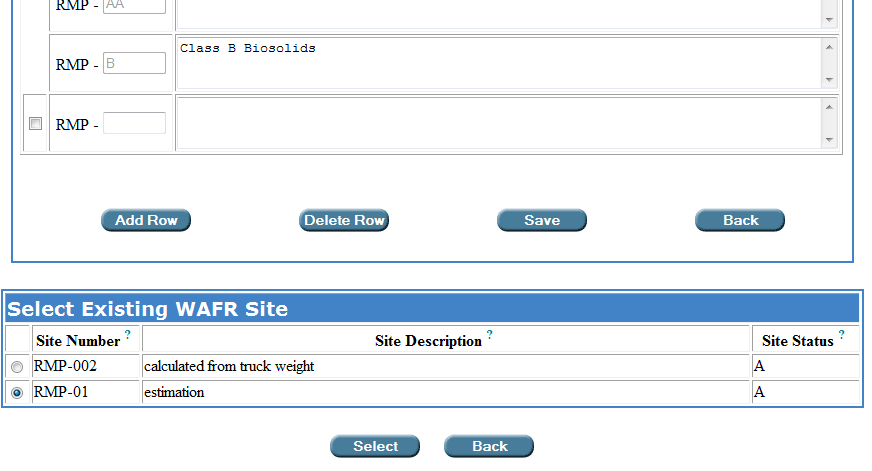 RMP - AA
Class B Biosolids
RMP - B
RMP -
Add Row Delete Row Save Back
Select Existing WAFR Site
Site Number ? Site Description ? Site Status ?
RMP-002 calculated from truck weight A
RMP-01 estimation A
Select Back